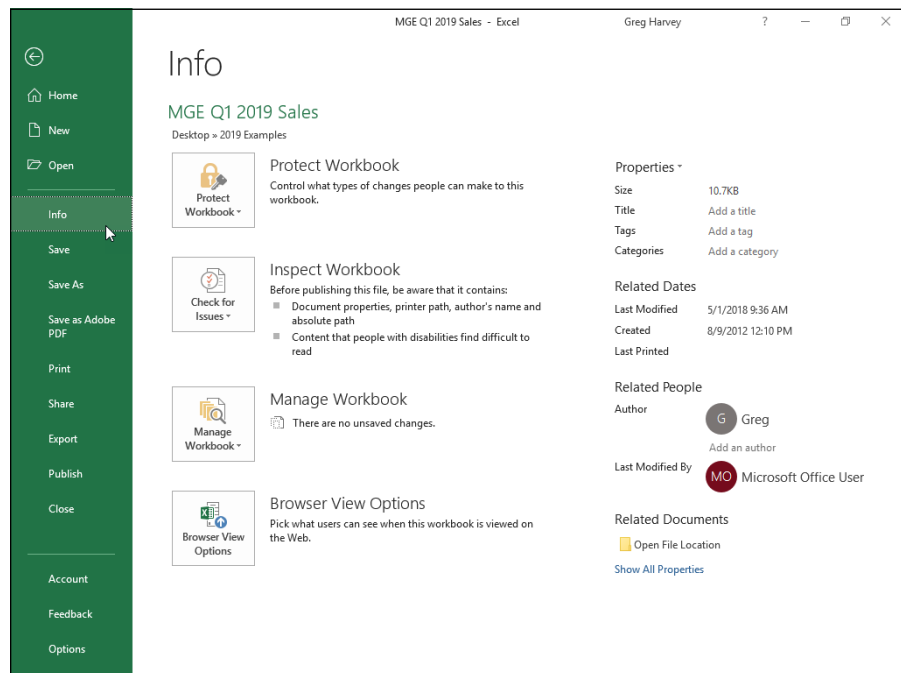 MGE Q1 2019 Sales - Excel
Greg Harvey
?
Home
New
Open
Info
Save
Save As
Save as Adobe
PDF
Print
Share
Export
Publish
Close
Account
Feedback
Options
Info
MGE Q1 2019 Sales
Desktop » 2019 Examples
Protect
Workbook
Protect Workbook
Control what types of changes people can make to this
workbook.
Check for
Issues
Inspect Workbook
Before publishing this file, be aware that it contains:
Document properties, printer path, author's name and
absolute path
Content that people with disabilities find difficult to
read
Manage
Workbook
Manage Workbook
There are no unsaved changes.
Browser View
Options
Browser View Options
Pick what users can see when this workbook is viewed on
the Web.
Properties
Size 10.7KB
Title Add a title
Tags Add a tag
Categories Add a category
Related Dates
Last Modified 5/1/2018 9:36 AM
Created 8/9/2012 12:10 PM
Last Printed
Related People
Author G Greg
Add an author
Last Modified By MO Microsoft Office User
Related Documents
Open File Location
Show All Properties